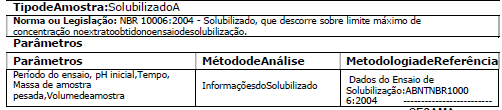 TipodeAmostra:SolubilizadoA
Norma ou Legislação: NBR 10006:2004 - Solubilizado, que descorre sobre limite máximo de
concentração noextratoobtidonoensaiodesolubilização.
Parâmetros
Parâmetros MétododeAnálise MetodologiadeReferência
Período do ensaio, pH inicial,Tempo,
Massa de amostra
pesada,Volumedeamostra
InformaçõesdoSolubilizado
Dados do Ensaio de
Solubilização:ABNTNBR1000
6:2004 --------------------